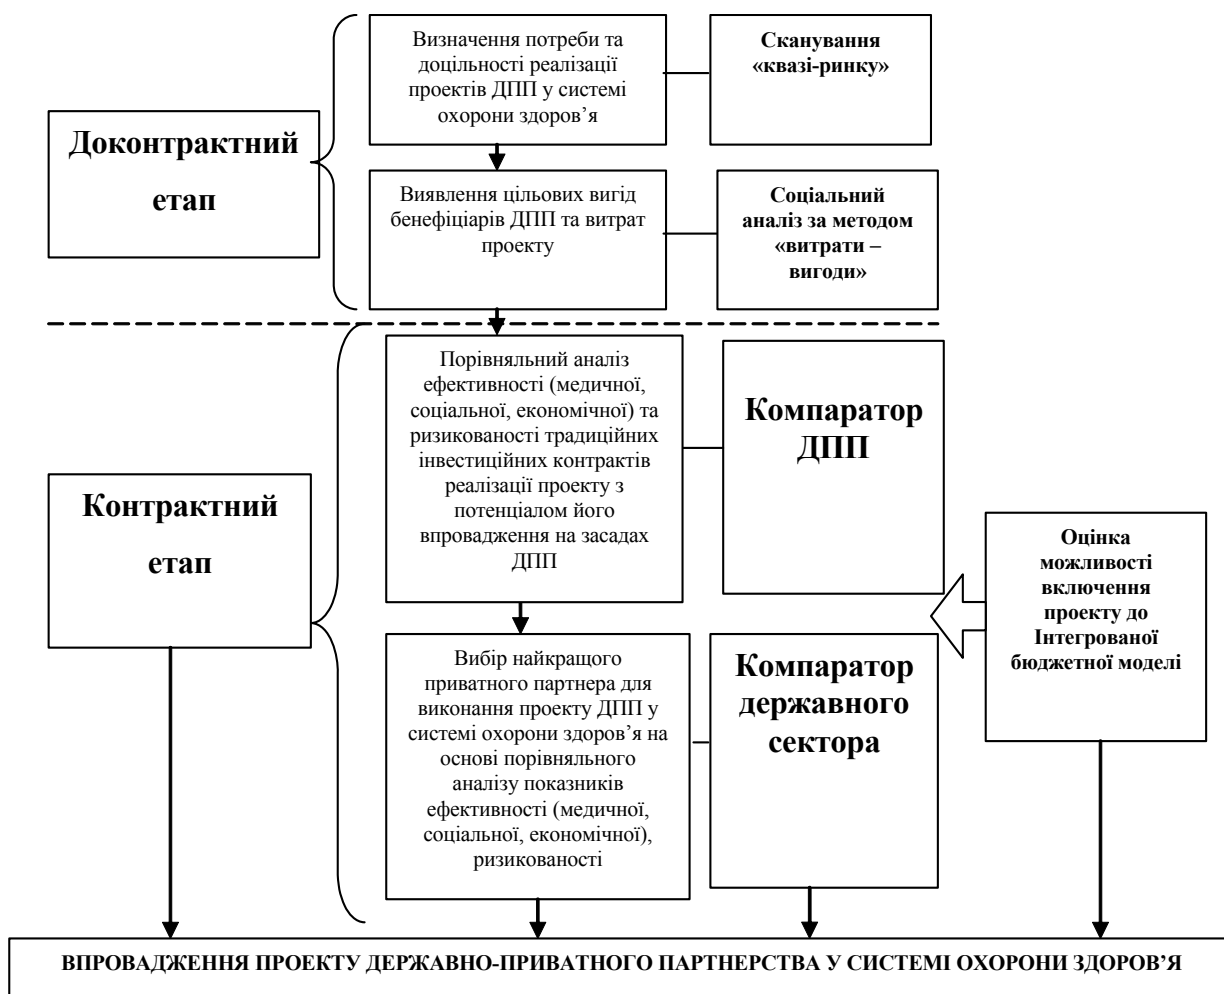 Визначення потреби та
доцільності реалізації
проектів ДПП у системі
охорони здоров’я
Сканування
«квазі-ринку»
Доконтрактний
етап
Виявлення цільових вигід
бенефіціарів ДПП та витрат
проекту
Соціальний
аналіз за методом
«витрати –
вигоди»
Порівняльний аналіз
ефективності (медичної,
соціальної, економічної) та
ризикованості традиційних
інвестиційних контрактів
реалізації проекту з
потенціалом його
впровадження на засадах
ДПП
Компаратор
ДПП
Контрактний
етап
Оцінка
можливості
включення
проекту до
Інтегрованої
бюджетної моделі
Вибір найкращого
приватного партнера для
виконання проекту ДПП у
системі охорони здоров’я на
основі порівняльного
аналізу показників
ефективності (медичної,
соціальної, економічної),
ризикованості
Компаратор
державного
сектора
ВПРОВАДЖЕННЯ ПРОЕКТУ ДЕРЖАВНО-ПРИВАТНОГО ПАРТНЕРСТВА У СИСТЕМІ ОХОРОНИ ЗДОРОВ’Я